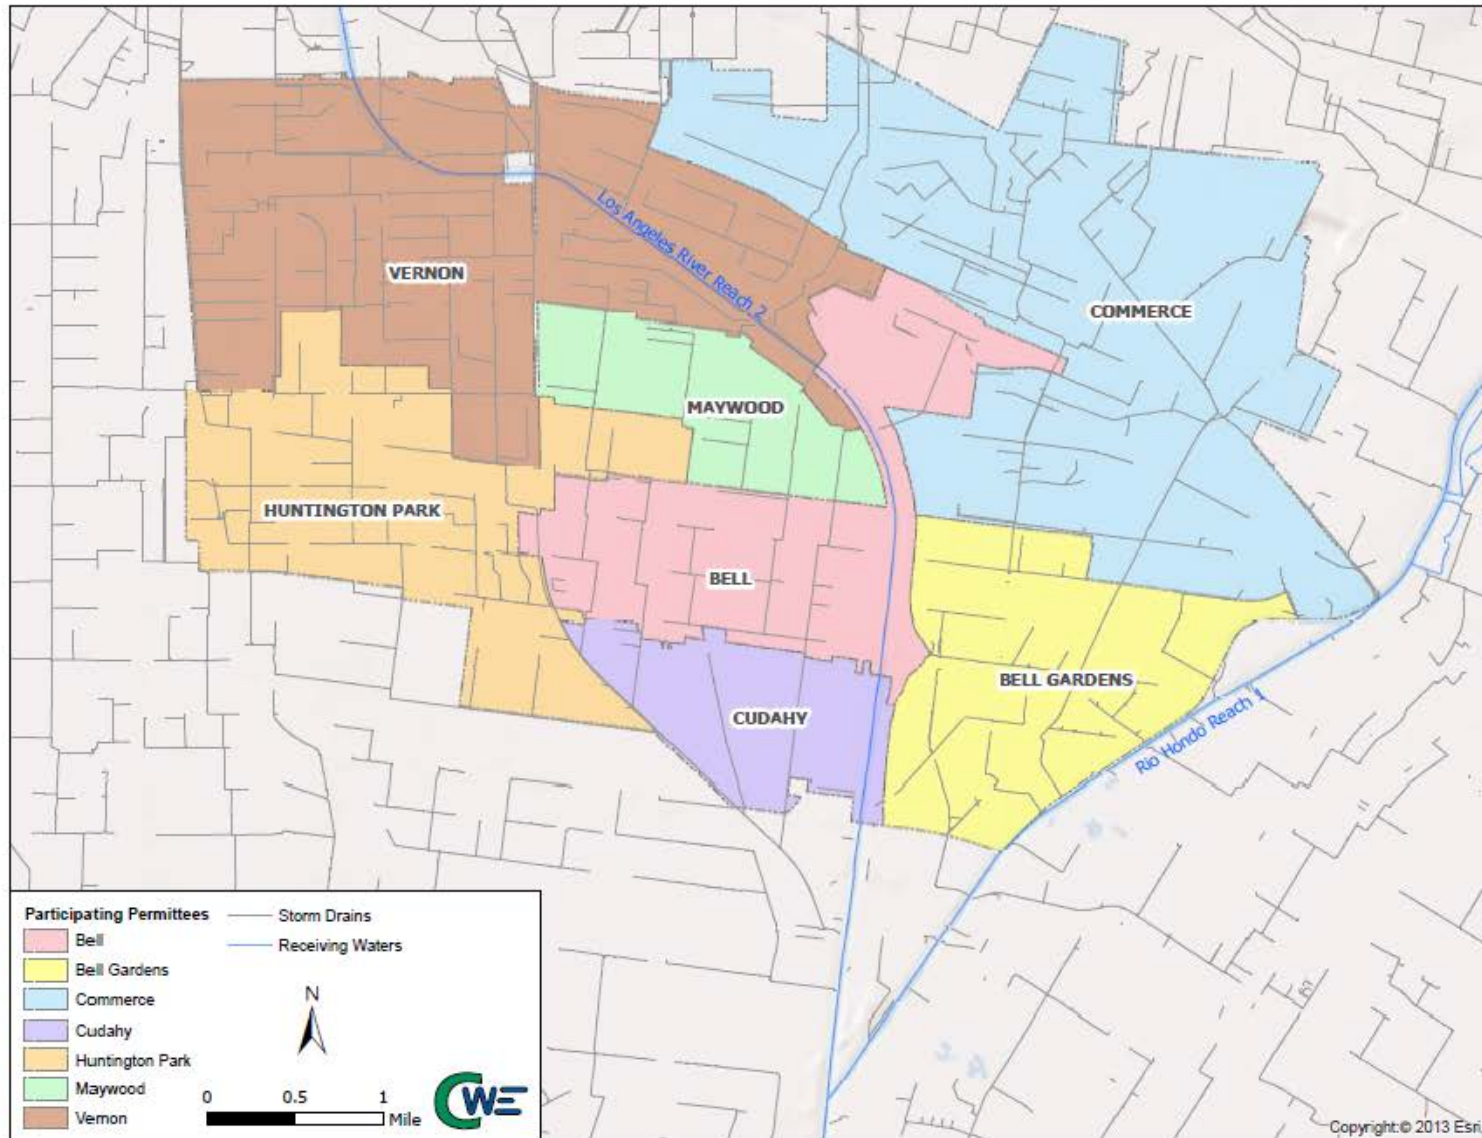 VERNON
Los Angeles River Reach 2
COMMERCE
MAYWOOD
HUNTINGTON PARK
BELL
BELL GARDENS
CUDAHY
Rio Hondo Reach 1
Participating Permittees
Bell
Bell Gardens
Commerce
Cudahy
Huntington Park
Maywood
Vernon
Storm Drains
Receiving Waters
N
0 0.5 1
Mile
CWE
Copyright:© 2013 Esri